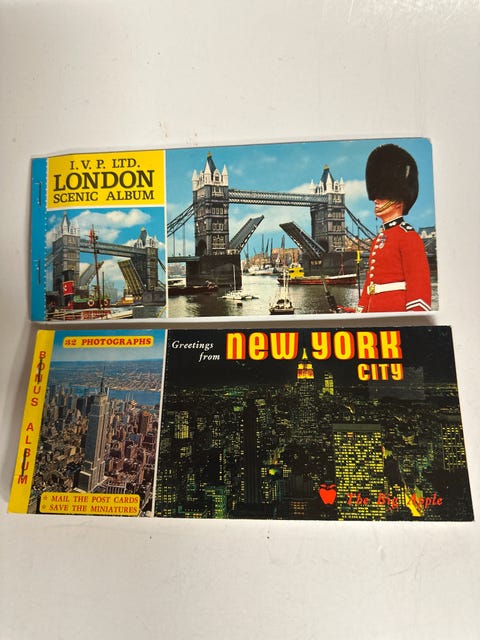 I. V. P. LTD.
LONDON
SCENIC ALBUM
BONUS ALBUM
32 PHOTOGRAPHS
* MAIL THE POST CARDS
* SAVE THE MINIATURES
Greetings
from
NEW YORK
CITY
The Big Apple